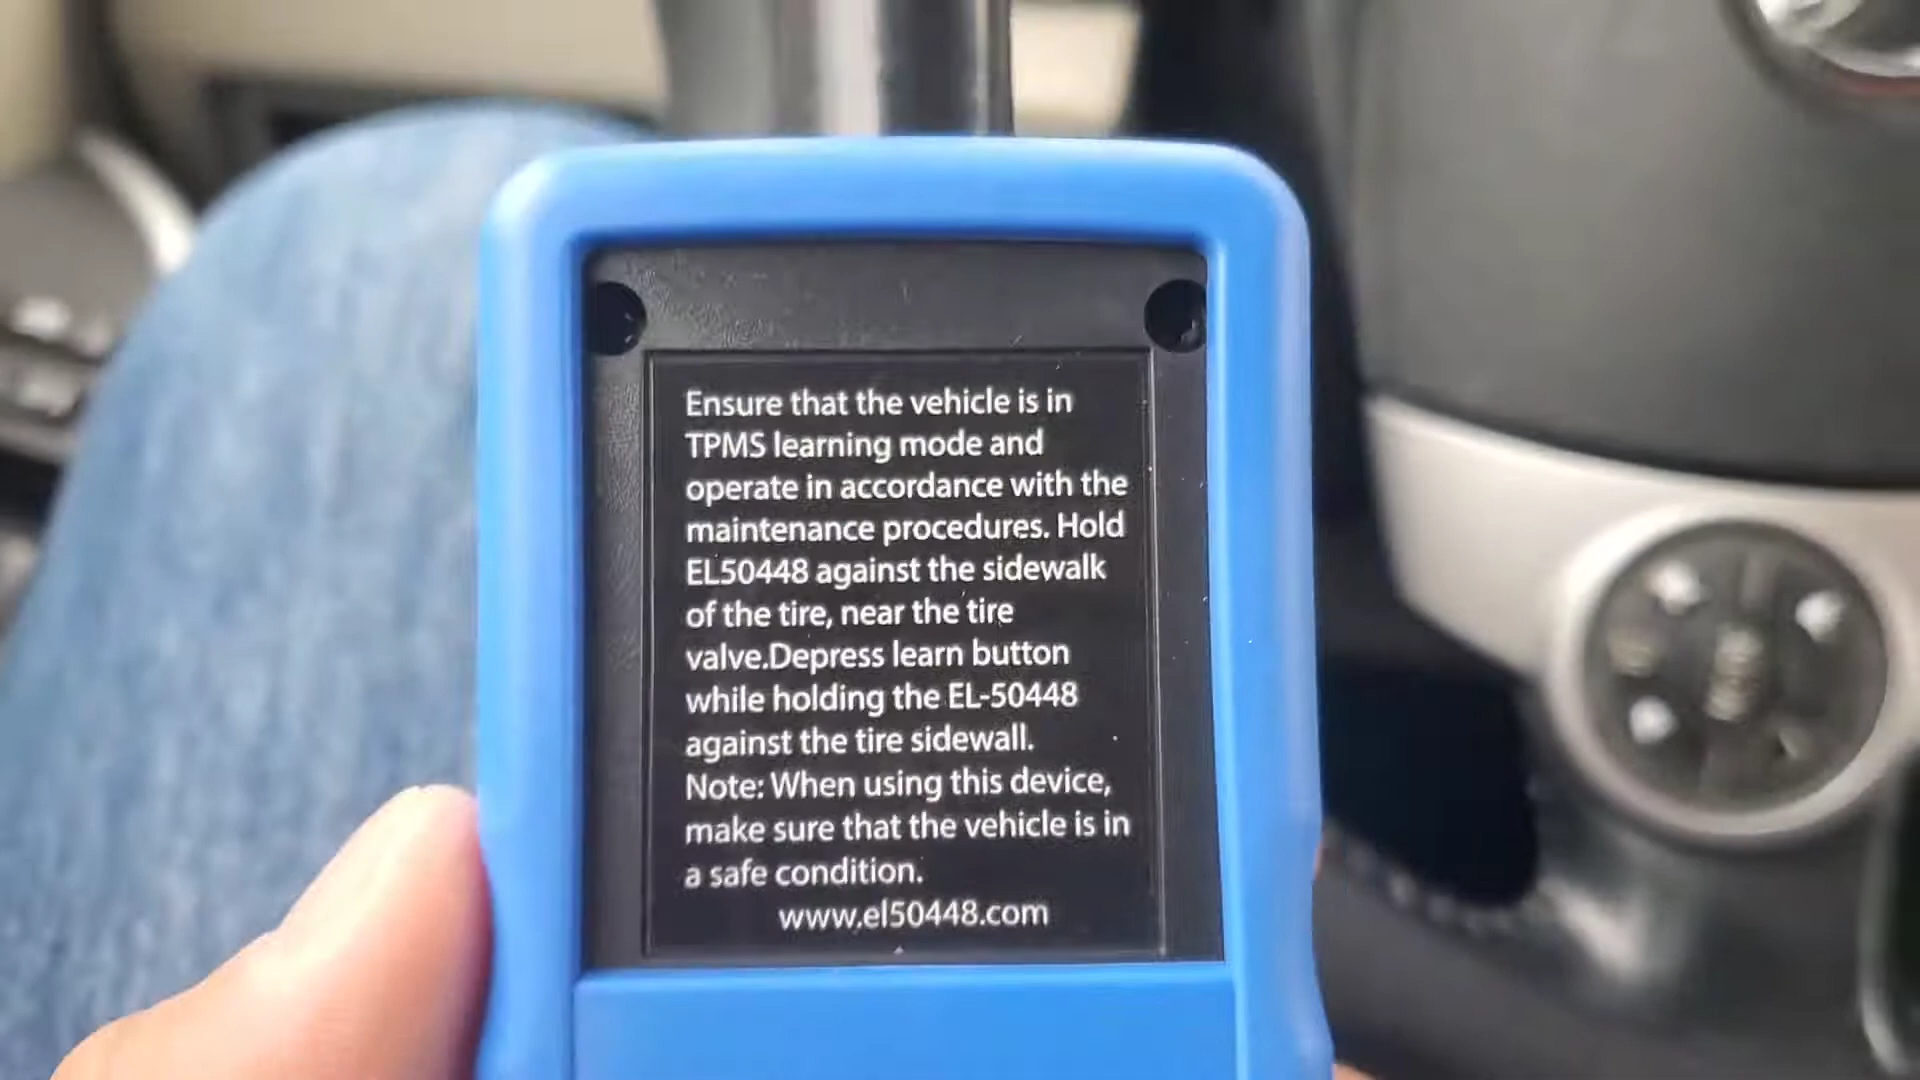 Ensure that the vehicle is in
TPMS learning mode and
operate in accordance with the
maintenance procedures. Hold
EL50448 against the sidewalk
of the tire, near the tire
valve.Depress learn button
while holding the EL-50448
against the tire sidewall.
Note: When using this device,
make sure that the vehicle is in
a safe condition.
www.el50448.com